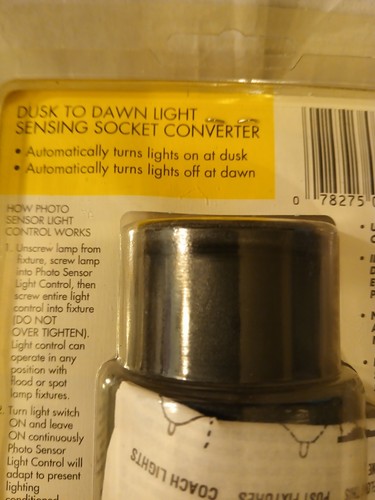 DUSK TO DAWN LIGHT
SENSING SOCKET CONVERTER
• Automatically turns lights on at dusk
• Automatically turns lights off at dawn
0 78275 0
HOW PHOTO
SENSOR LIGHT
CONTROL WORKS
1. Unscrew lamp from
fixture, screw lamp
into Photo Sensor
Light Control, then
screw entire light
control into fixture
(DO NOT
OVER TIGHTEN).
Light control can
operate in any
position with
flood or spot
lamp fixtures.
2. Turn light switch
ON and leave
ON continuously
Photo Sensor
Light Control will
adapt to present
lighting
COACH LIGHTS
POST FIXTURES